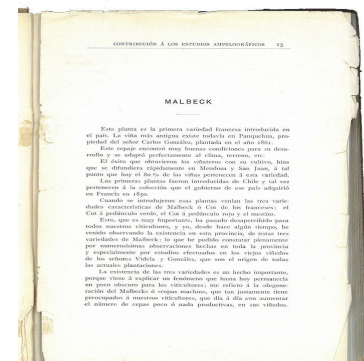 CONTRIBUCIÓN Á LOS ESTUDIOS AMPELOGRÁFICOS 15
MALBECK
Esta planta es la primera variedad francesa introducida en
el país. La viña más antigua existe todavía en Panquehua, pro-
piedad del señor Carlos González, plantada en el año 1861.
Este cepaje encontró muy buenas condiciones para su desa-
rrollo y se adaptó perfectamente al clima, terreno, etc.
El éxito que obtuvieron los viñateros con su cultivo, hizo
que se difundiera rápidamente en Mendoza y San Juan, á tal
punto que hoy el 80 % de las viñas pertenecen á esta variedad.
Las primeras plantas fueron introducidas de Chile y tal vez
pertenecen á la colección que el gobierno de ese país adquirió
en Francia en 1850.
Cuando se introdujeron esas plantas venían las tres varie-
dades características de Malbeck ó Cot de los franceses: el
Cot á pedúnculo verde, el Cot á pedúnculo rojo y el mestizo.
Esto, que es muy importante, ha pasado desapercibido para
todos nuestros viticultores, y yo, desde hace algún tiempo, he
venido observando la existencia en esta provincia, de estas tres
variedades de Malbeck; lo que he podido constatar plenamente
por numerosísimas observaciones hechas en toda la provincia
y especialmente por estudios efectuados en los viejos viñedos
de los señores Videla y González, que son el origen de todas
las actuales plantaciones.
La existencia de las tres variedades es un hecho importante,
porque viene á explicar un fenómeno que hasta hoy permanecía
un poco obscuro para los viticultores; me refiero á la «degene-
ración del Malbeck» ó «cepas machos», que tan justamente tiene
preocupados á nuestros viticultores, que día á día ven aumentar
el número de cepas poco ó nada productivas, en sus viñedos.